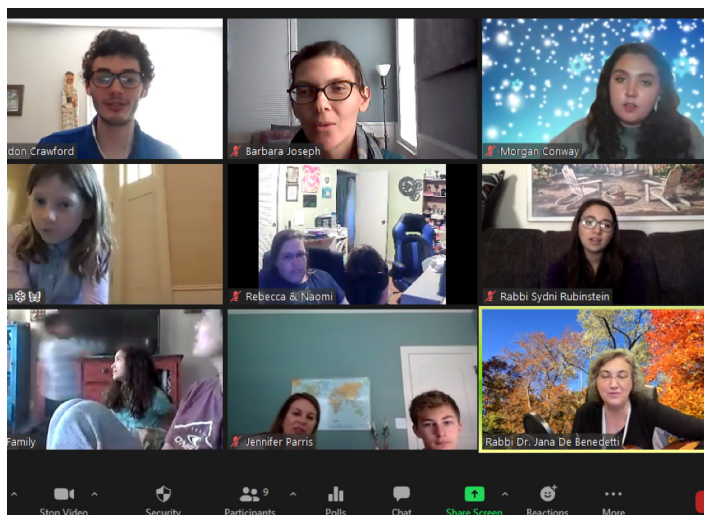 don Crawford
Barbara Joseph
Morgan Conway
a❄🦋
Rebecca & Naomi
Rabbi Sydni Rubinstein
Family
Jennifer Parris
Rabbi Dr. Jana De Benedetti
9
Stop Video
Security
Participants
Polls
Chat
Share Screen
Reactions
More